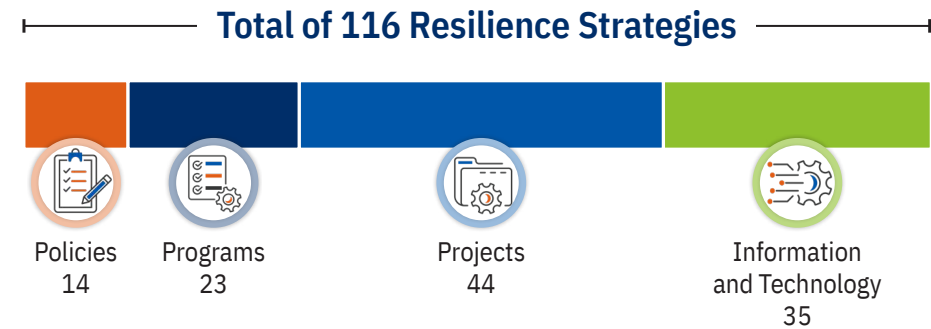 Total of 116 Resilience Strategies
Policies
14
Programs
23
Projects
44
Information
and Technology
35